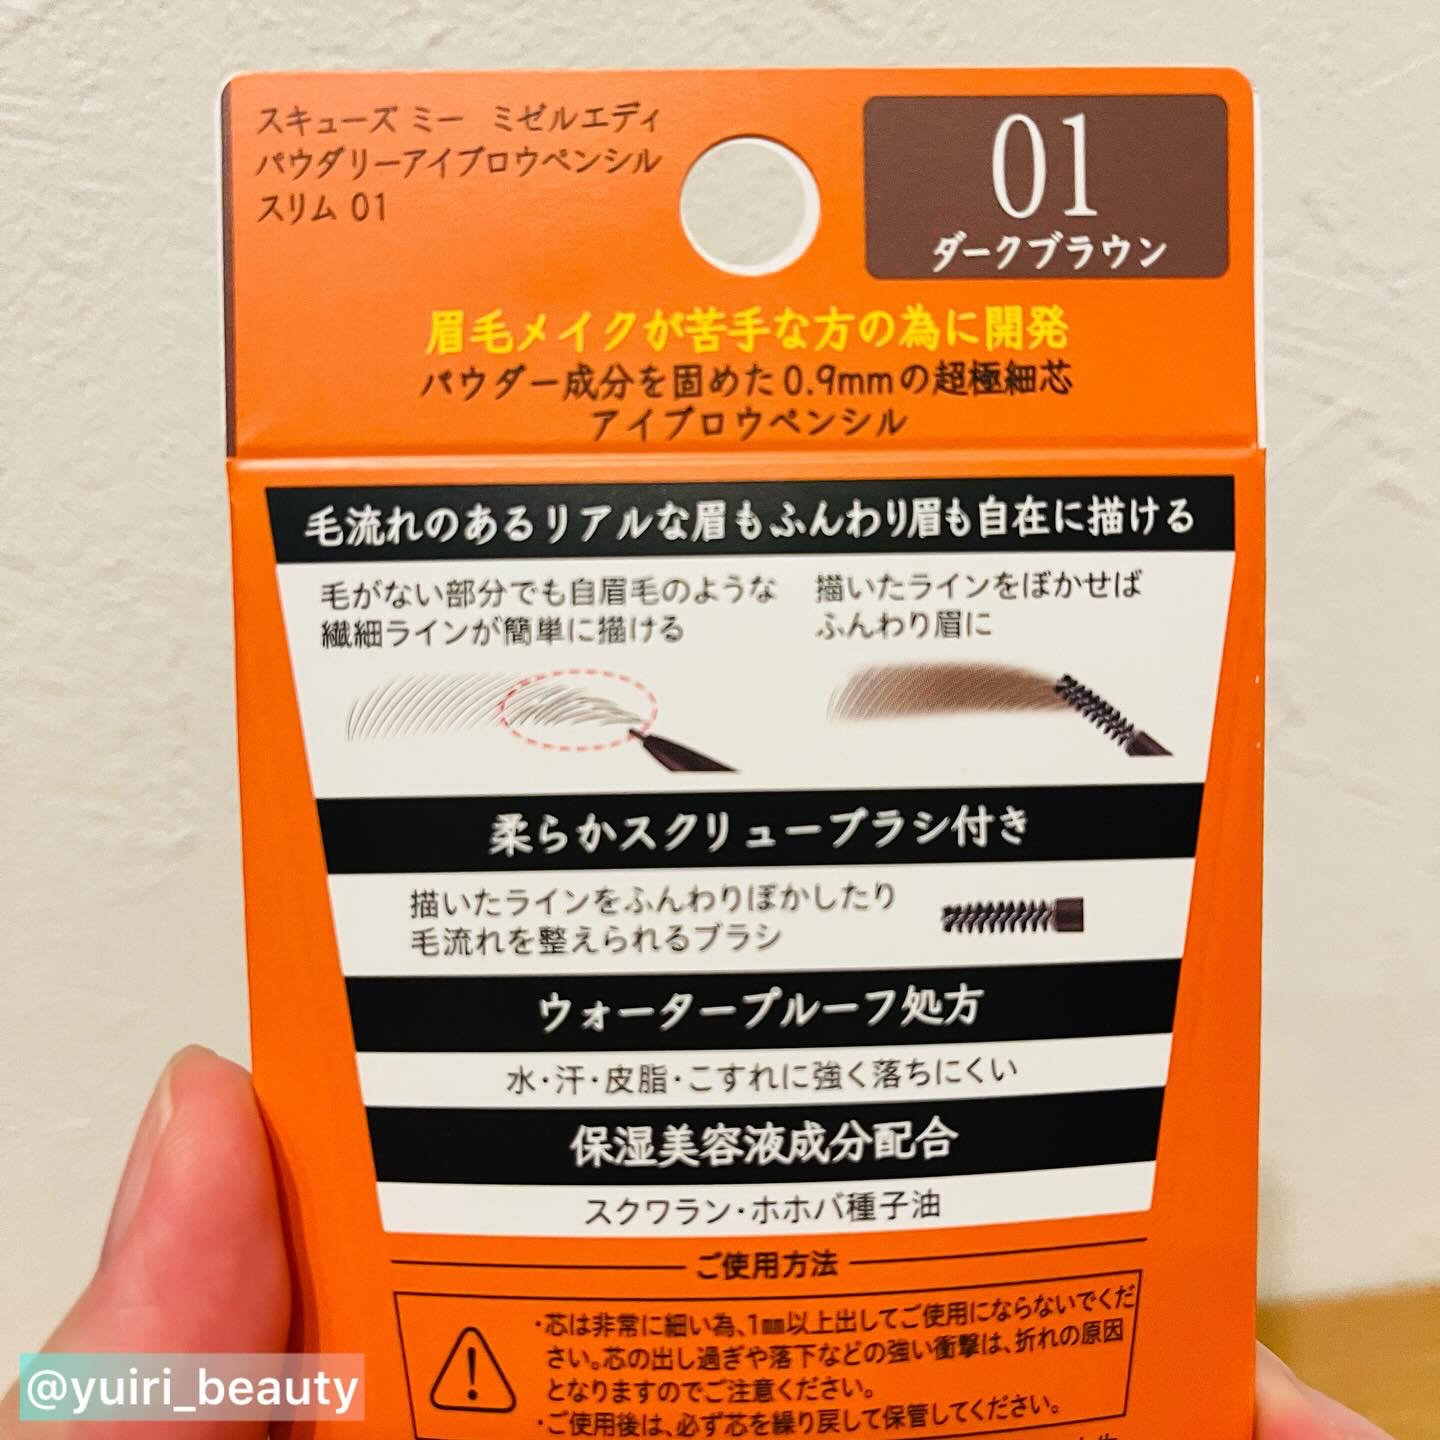 スキューズ ミー ミゼルエディ
パウダリーアイブロウペンシル
スリム 01
01
ダークブラウン
眉毛メイクが苦手な方の為に開発
パウダー成分を固めた0.9mmの超極細芯
アイブロウペンシル
毛流れのあるリアルな眉もふんわり眉も自在に描ける
毛がない部分でも自眉毛のような
繊細ラインが簡単に描ける
描いたラインをぼかせば
ふんわり眉に
柔らかスクリューブラシ付き
描いたラインをふんわりぼかしたり
毛流れを整えられるブラシ
ウォータープルーフ処方
水・汗・皮脂・こすれに強く落ちにくい
保湿美容液成分配合
スクワラン・ホホバ種子油
ご使用方法
・芯は非常に細い為、1mm以上出してご使用にならないでくだ
さい。芯の出し過ぎや落下などの強い衝撃は、折れの原因
となりますのでご注意ください。
・ご使用後は、必ず芯を繰り戻して保管してください。
@yuiri_beauty